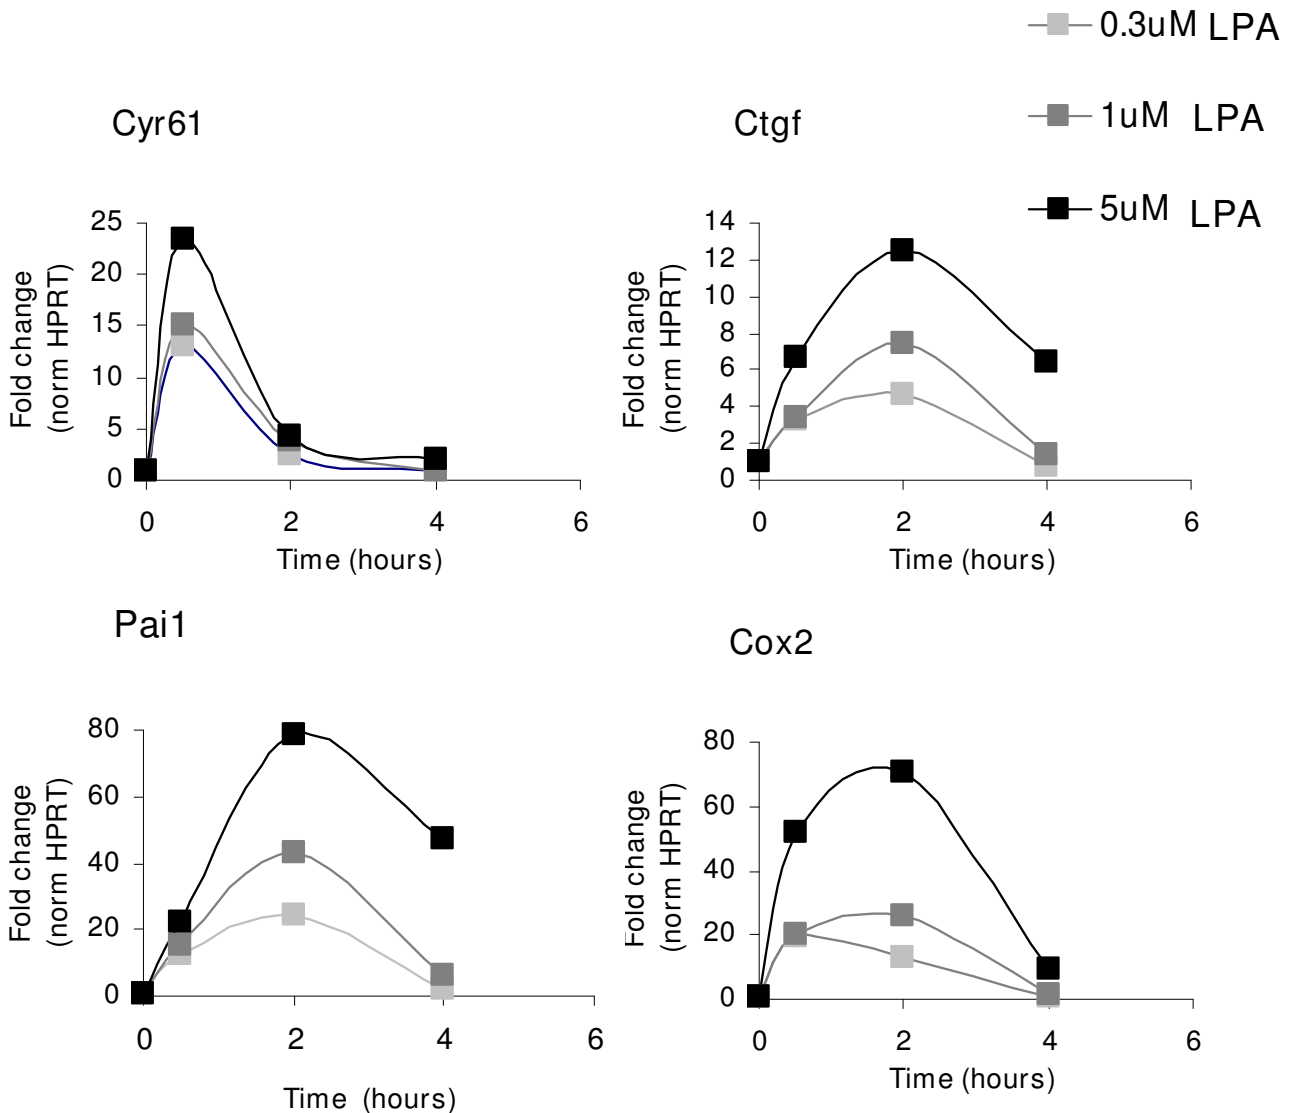 0.3uM LPA
1uM LPA
5uM LPA
Cyr61
Fold change
(norm HPRT)
25
20
15
10
5
0
0 2 4 6
Time (hours)
Ctgf
Fold change
(norm HPRT)
14
12
10
8
6
4
2
0
0 2 4 6
Time (hours)
Pai1
Fold change
(norm HPRT)
80
60
40
20
0
0 2 4 6
Time (hours)
Cox2
Fold change
(norm HPRT)
80
60
40
20
0
0 2 4 6
Time (hours)